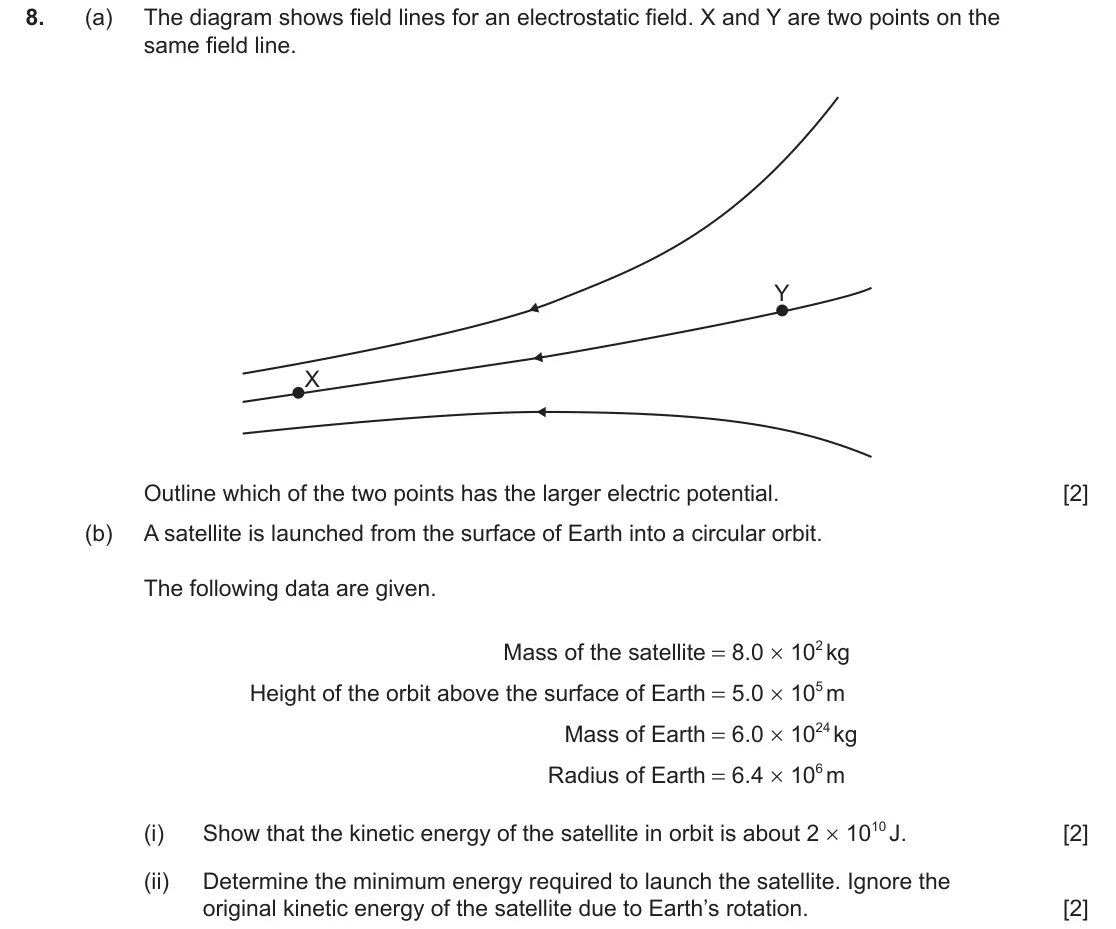 8. (a) The diagram shows field lines for an electrostatic field. X and Y are two points on the
same field line.
Y
X
Outline which of the two points has the larger electric potential. [2]
(b) A satellite is launched from the surface of Earth into a circular orbit.
The following data are given.
Mass of the satellite = 8.0 × 10² kg
Height of the orbit above the surface of Earth = 5.0 × 10⁵ m
Mass of Earth = 6.0 × 10²⁴ kg
Radius of Earth = 6.4 × 10⁶ m
(i) Show that the kinetic energy of the satellite in orbit is about 2 × 10¹⁰ J. [2]
(ii) Determine the minimum energy required to launch the satellite. Ignore the
original kinetic energy of the satellite due to Earth's rotation. [2]